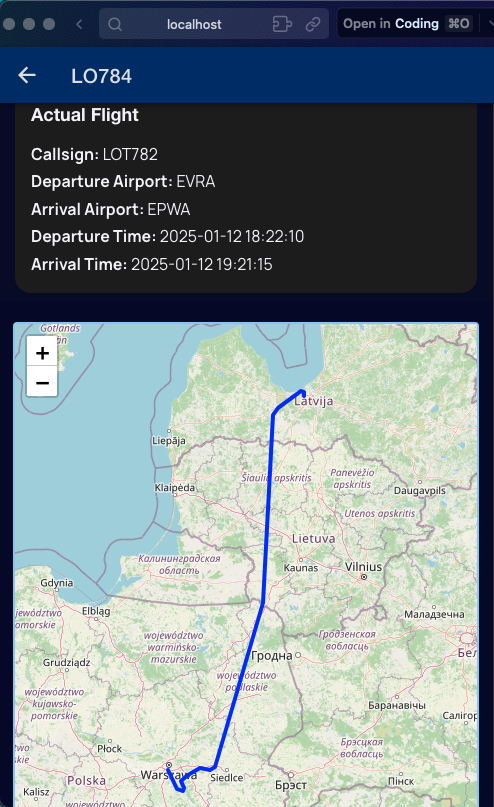 localhost
Open in Coding ⌘O
LO784
Actual Flight
Callsign: LOT782
Departure Airport: EVRA
Arrival Airport: EPWA
Departure Time: 2025-01-12 18:22:10
Arrival Time: 2025-01-12 19:21:15
Gotlands
län
+
−
Latvija
Liepāja
Šiaulių apskritis
Panevėžio
apskritis
Klaipėda
Daugavpils
Utenos apskritis
Lietuva
Калининградская
область
Kaunas
Vilnius
Gdynia
Elbląg
województwo
pomorskie
Маладзечна
województwo
warmińsko-
mazurskie
Гродзенская
вобласць
Бел
Grudziądz
Гродна
województwo
podlaskie
województwo
kujawsko-
pomorskie
Баранавічы
Салігор
Płock
Брэсцкая
вобласць
Warszawa
Siedlce
Polska
Брэст
Пінск
Kalisz
województwo